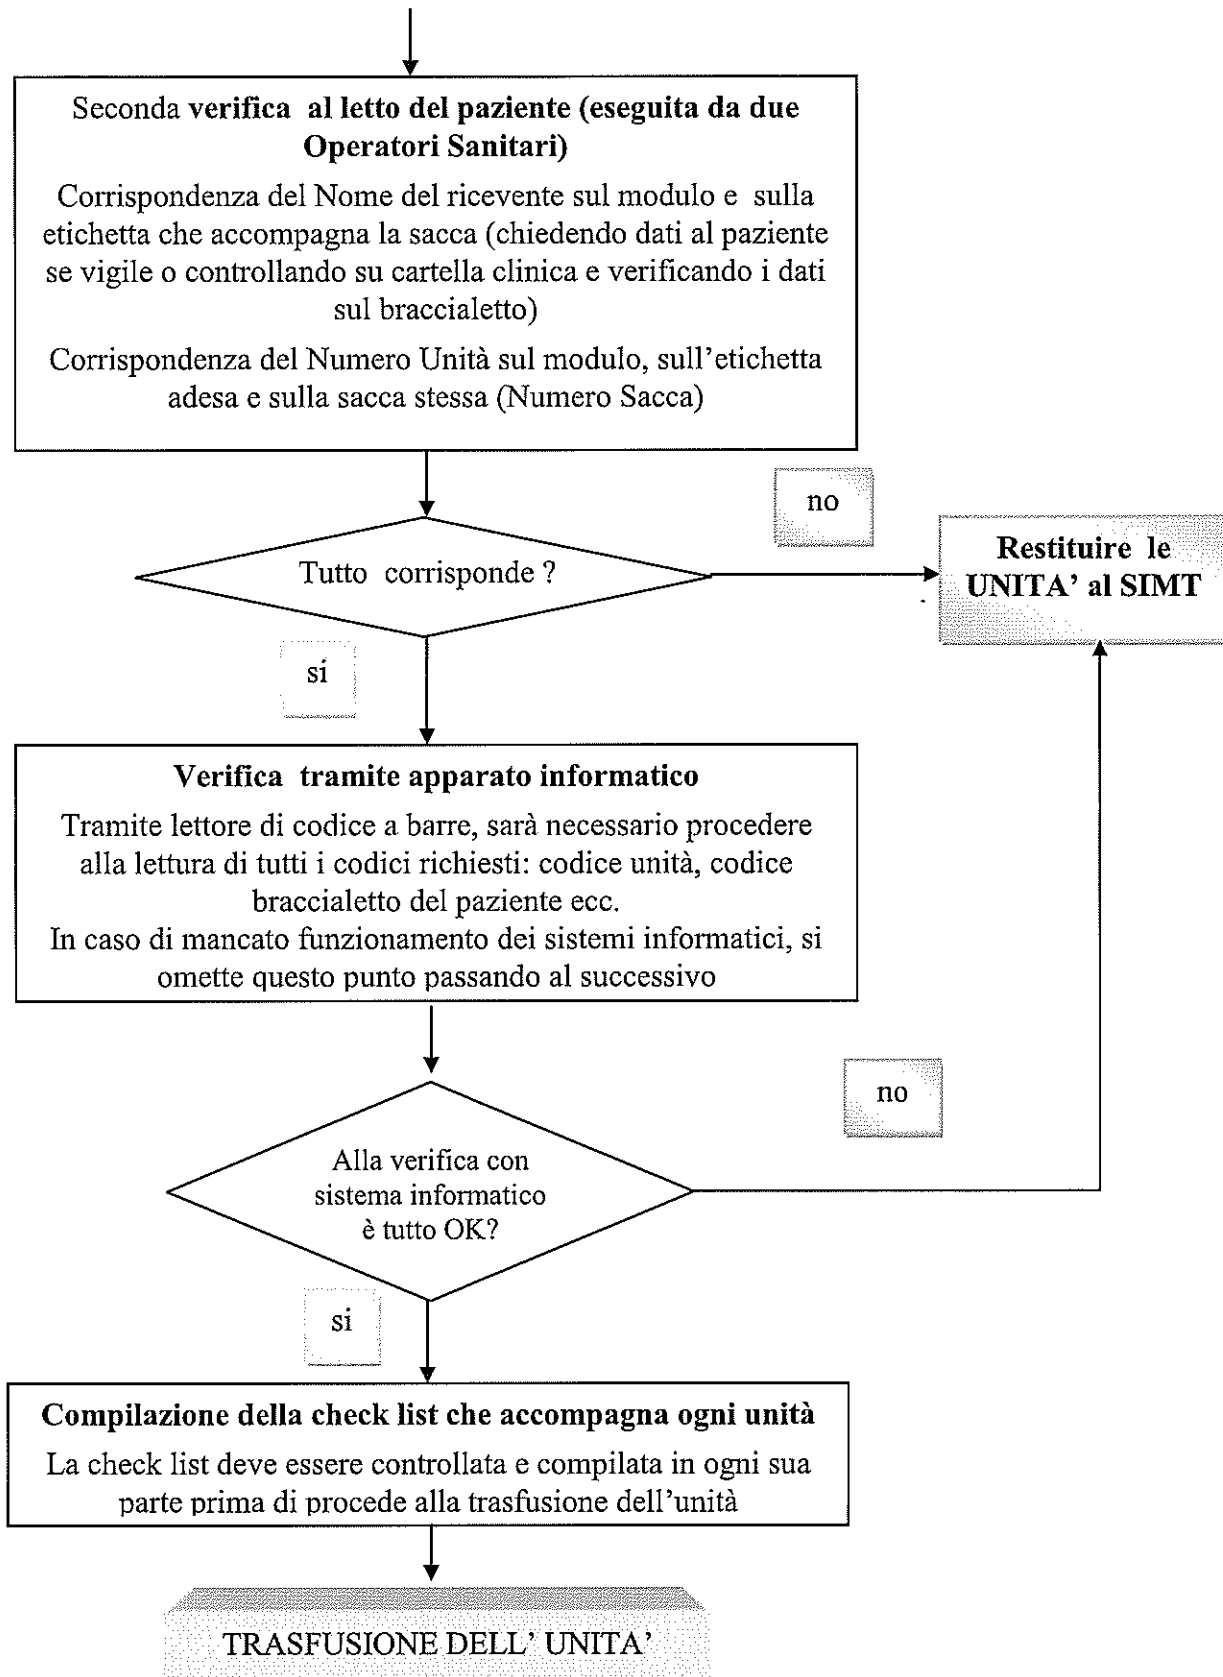 Seconda verifica al letto del paziente (eseguita da due
Operatori Sanitari)
Corrispondenza del Nome del ricevente sul modulo e sulla
etichetta che accompagna la sacca (chiedendo dati al paziente
se vigile o controllando su cartella clinica e verificando i dati
sul braccialetto)
Corrispondenza del Numero Unità sul modulo, sull’etichetta
adesa e sulla sacca stessa (Numero Sacca)
no
Restituire le
UNITA’ al SIMT
Tutto corrisponde ?
si
Verifica tramite apparato informatico
Tramite lettore di codice a barre, sarà necessario procedere
alla lettura di tutti i codici richiesti: codice unità, codice
braccialetto del paziente ecc.
In caso di mancato funzionamento dei sistemi informatici, si
omette questo punto passando al successivo
no
Alla verifica con
sistema informatico
è tutto OK?
si
Compilazione della check list che accompagna ogni unità
La check list deve essere controllata e compilata in ogni sua
parte prima di procede alla trasfusione dell’unità
TRASFUSIONE DELL’ UNITA’